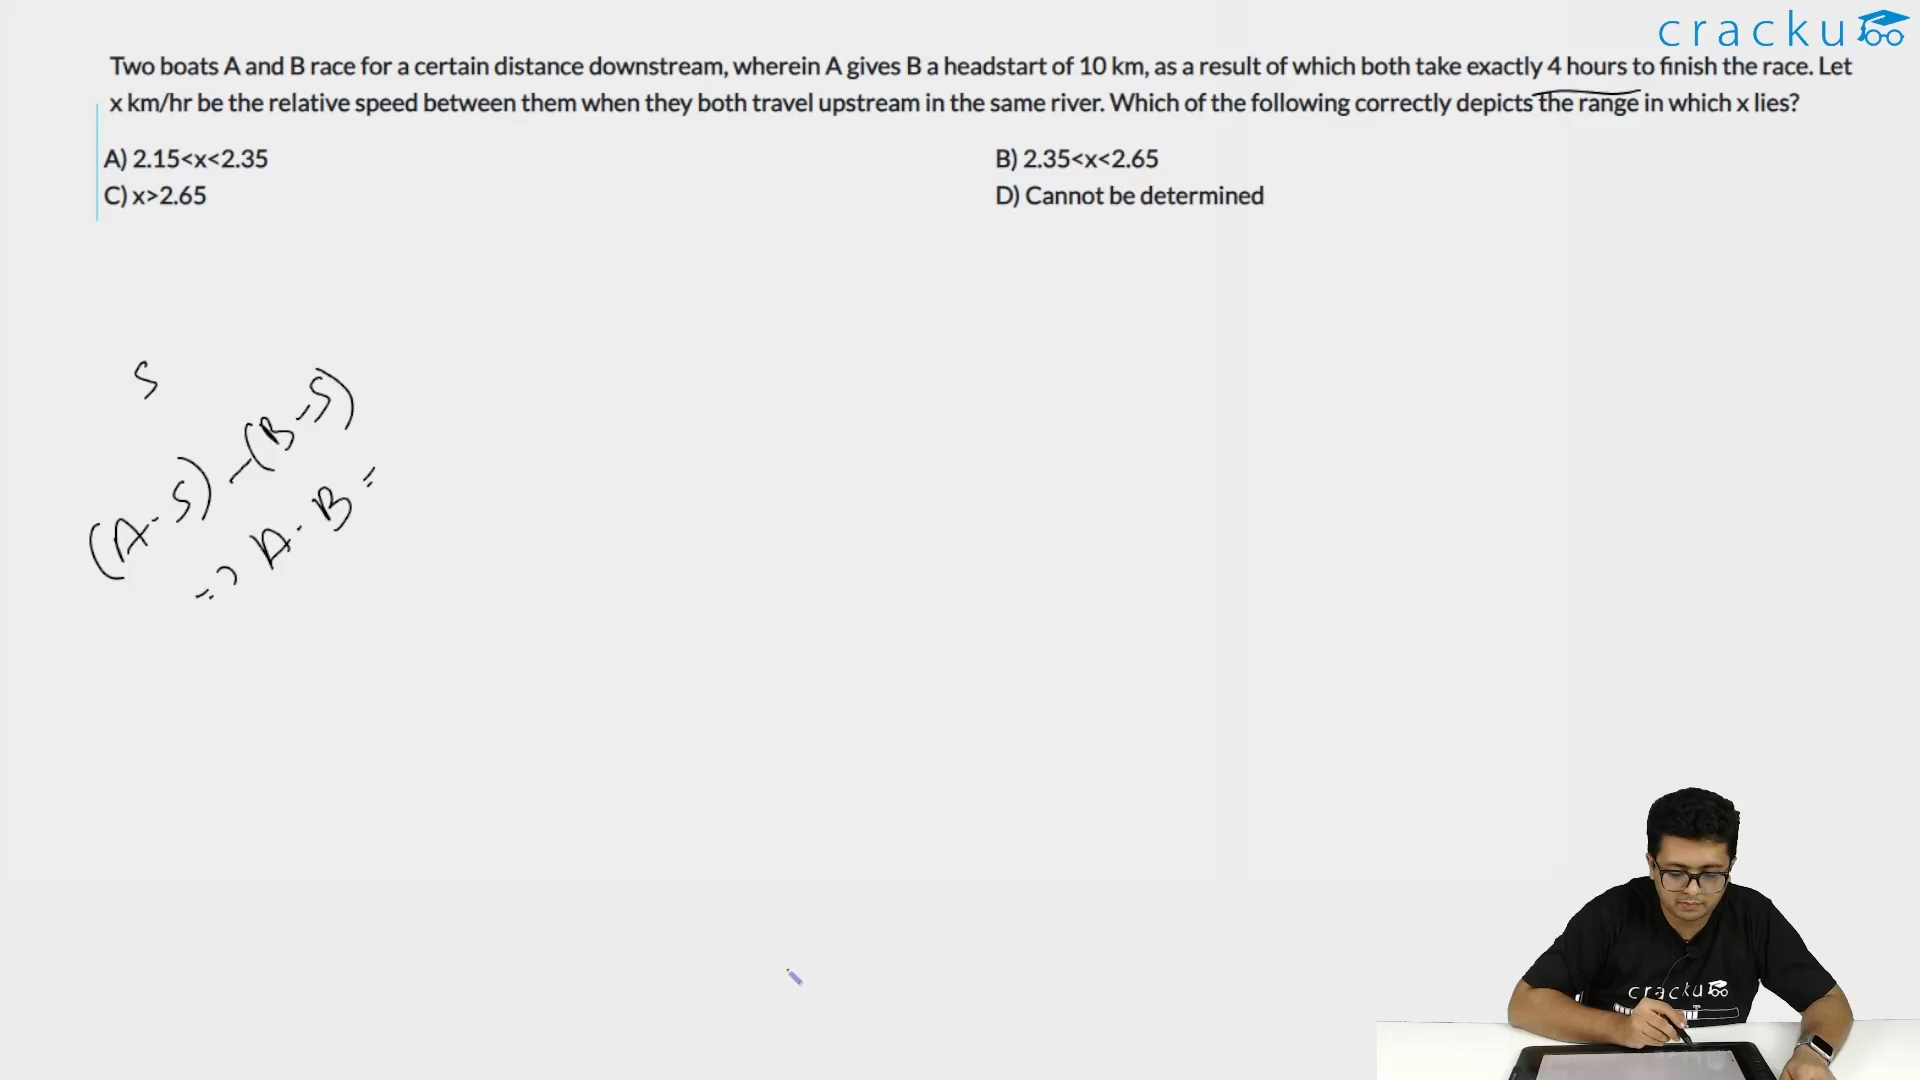 cracku
Two boats A and B race for a certain distance downstream, wherein A gives B a headstart of 10 km, as a result of which both take exactly 4 hours to finish the race. Let
x km/hr be the relative speed between them when they both travel upstream in the same river. Which of the following correctly depicts the range in which x lies?
A) 2.15<x<2.35
B) 2.35<x<2.65
C) x>2.65
D) Cannot be determined
S
(A-S) - (B-S)
=> A-B =
cracku